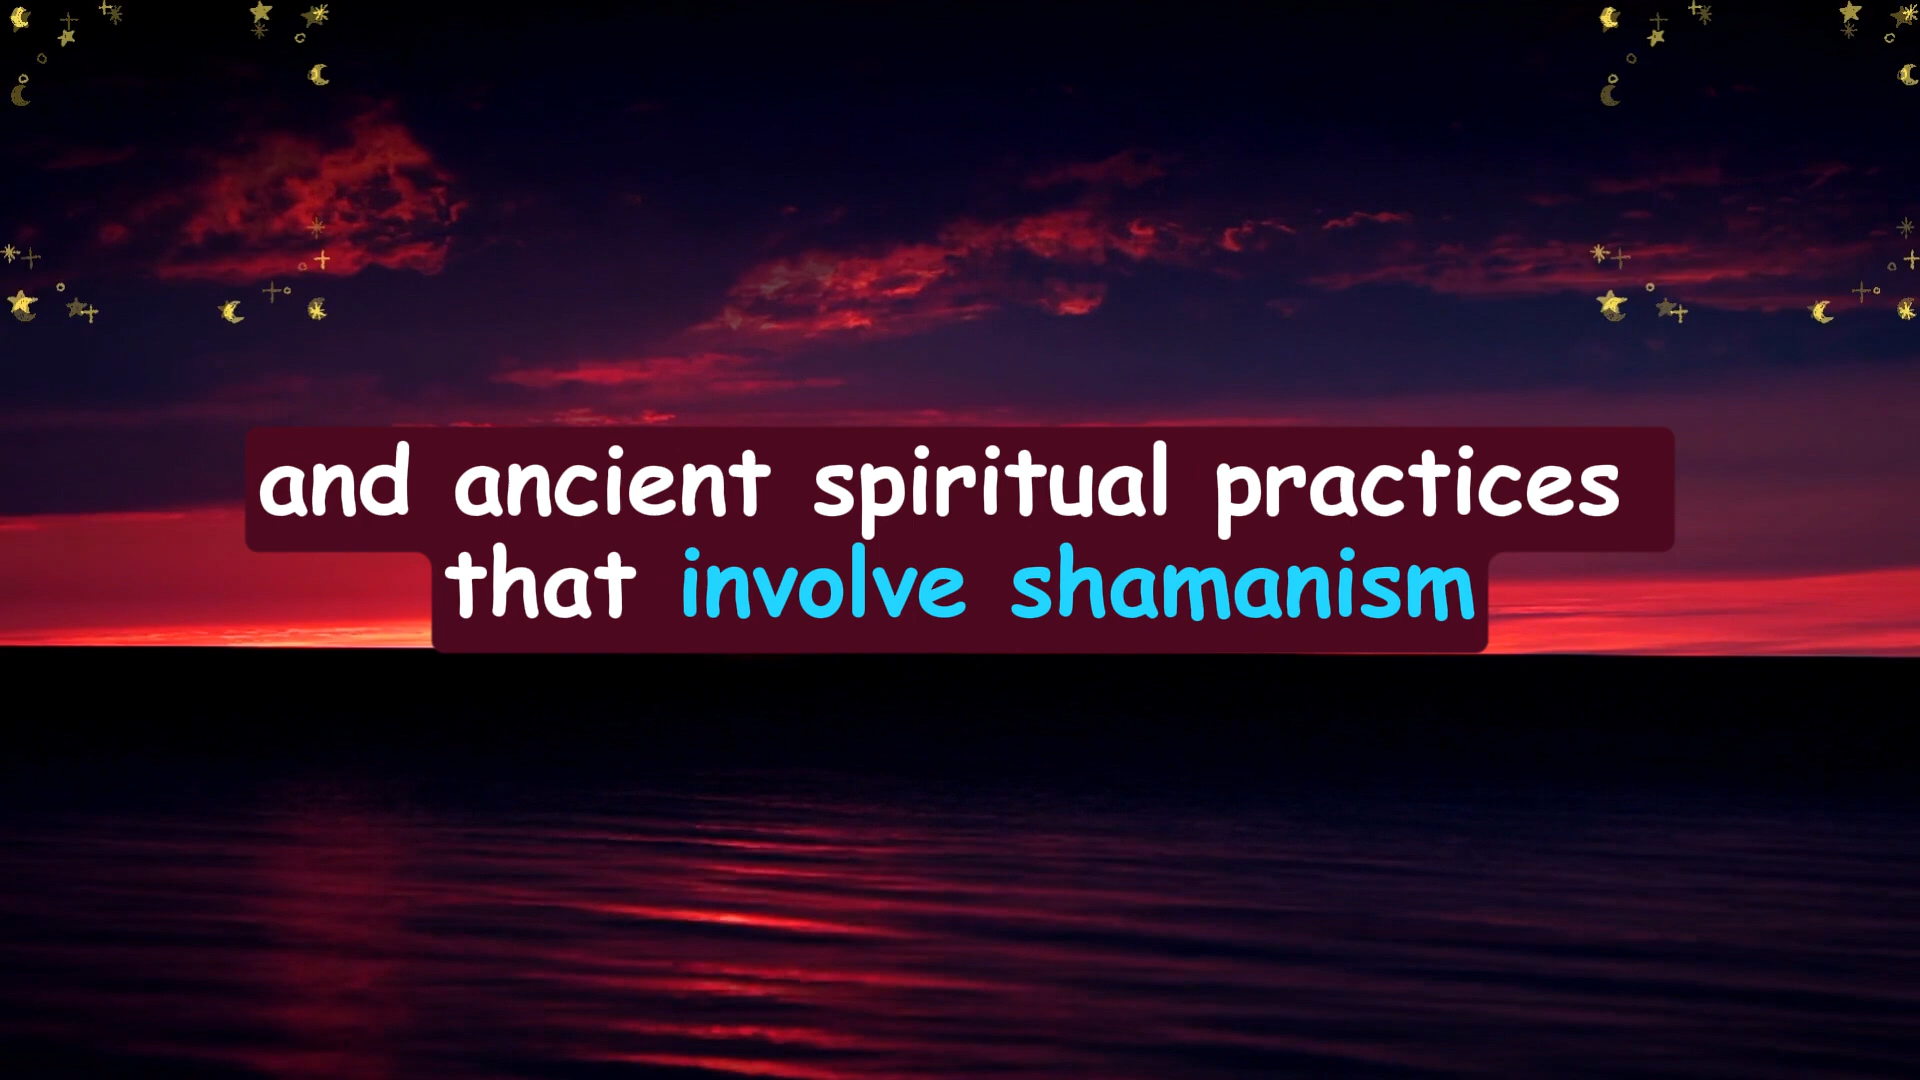 and ancient spiritual practices
that involve shamanism